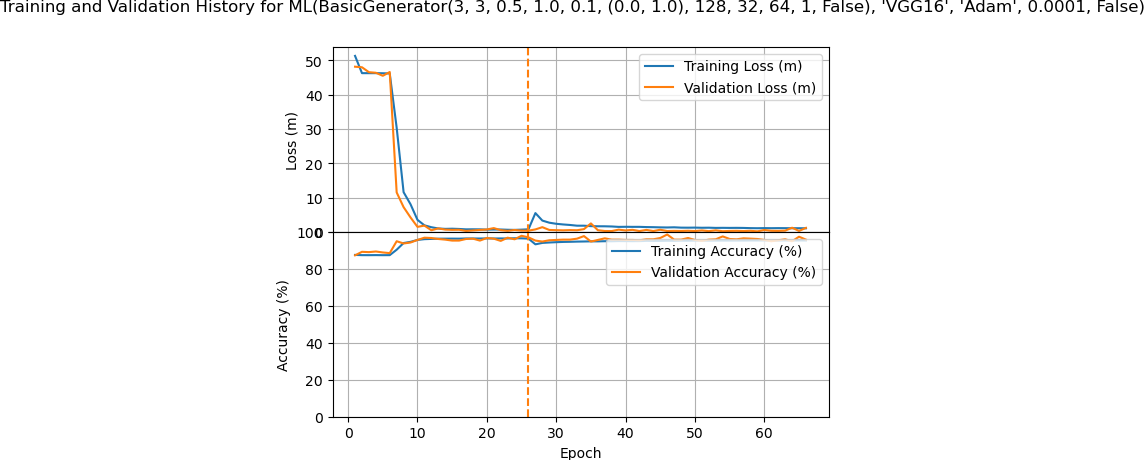 Training and Validation History for ML(BasicGenerator(3, 3, 0.5, 1.0, 0.1, (0.0, 1.0), 128, 32, 64, 1, False), 'VGG16', 'Adam', 0.0001, False)
50
40
30
20
10
0
Loss (m)
Training Loss (m)
Validation Loss (m)
100
80
60
40
20
0
Accuracy (%)
Training Accuracy (%)
Validation Accuracy (%)
0 10 20 30 40 50 60
Epoch